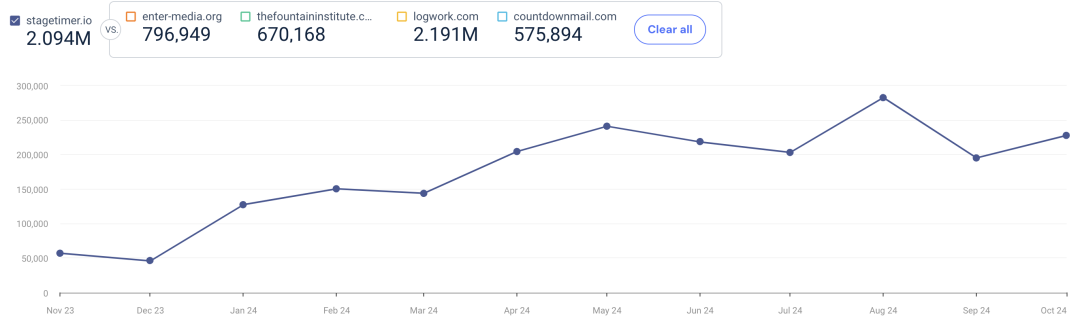 stagetimer.io
2.094M
VS.
enter-media.org
796,949
thefountaininstitute.c...
670,168
logwork.com
2.191M
countdownmail.com
575,894
Clear all
300,000
250,000
200,000
150,000
100,000
50,000
0
Nov 23 Dec 23 Jan 24 Feb 24 Mar 24 Apr 24 May 24 Jun 24 Jul 24 Aug 24 Sep 24 Oct 24